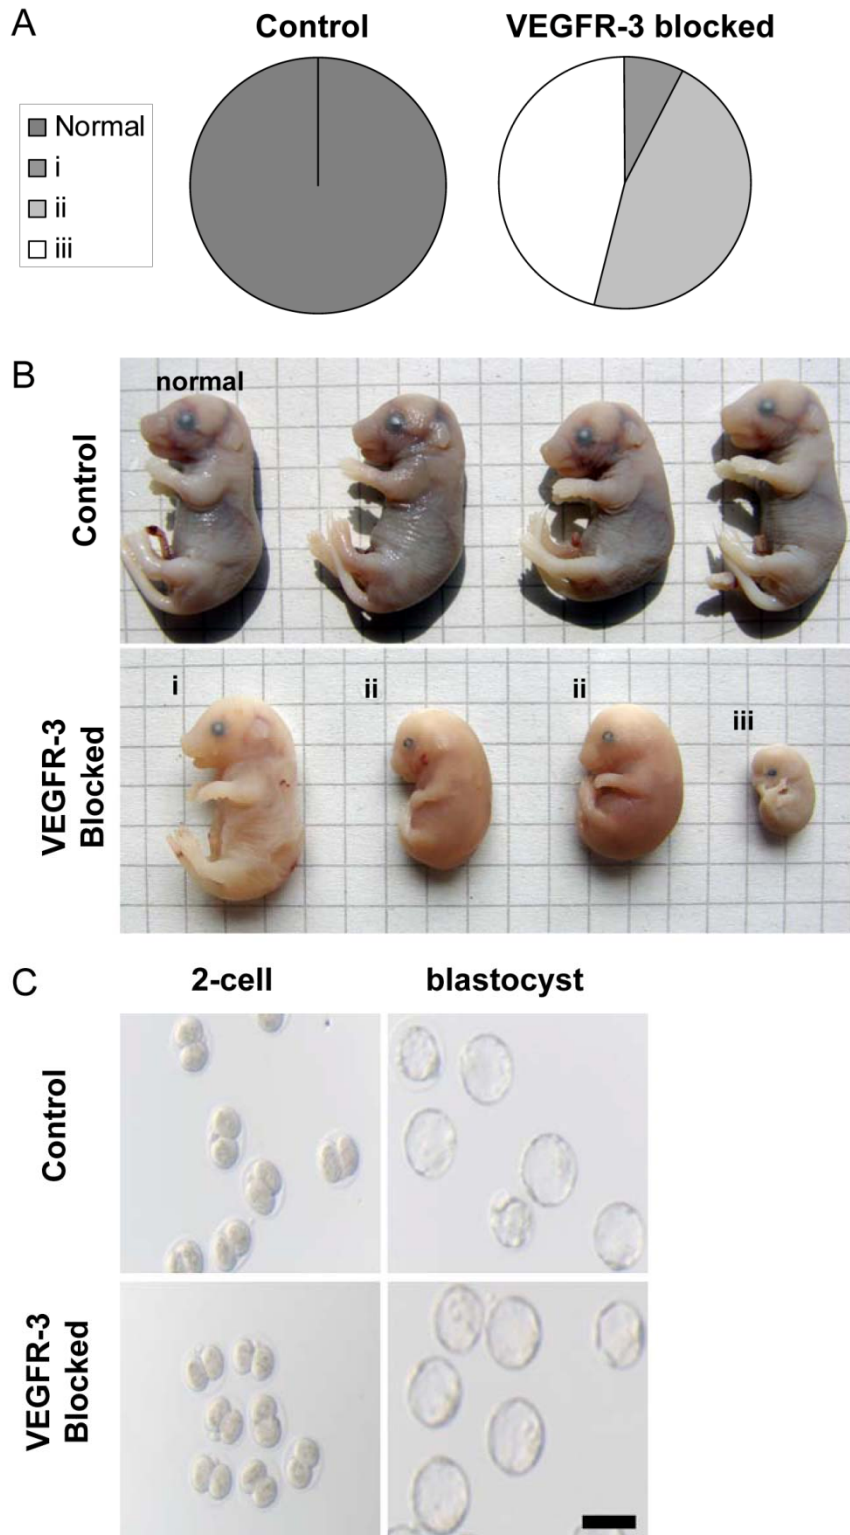 A
Control
VEGFR-3 blocked
Normal
i
ii
iii
B
normal
Control
i
ii
ii
iii
VEGFR-3
Blocked
C
2-cell
blastocyst
Control
VEGFR-3
Blocked